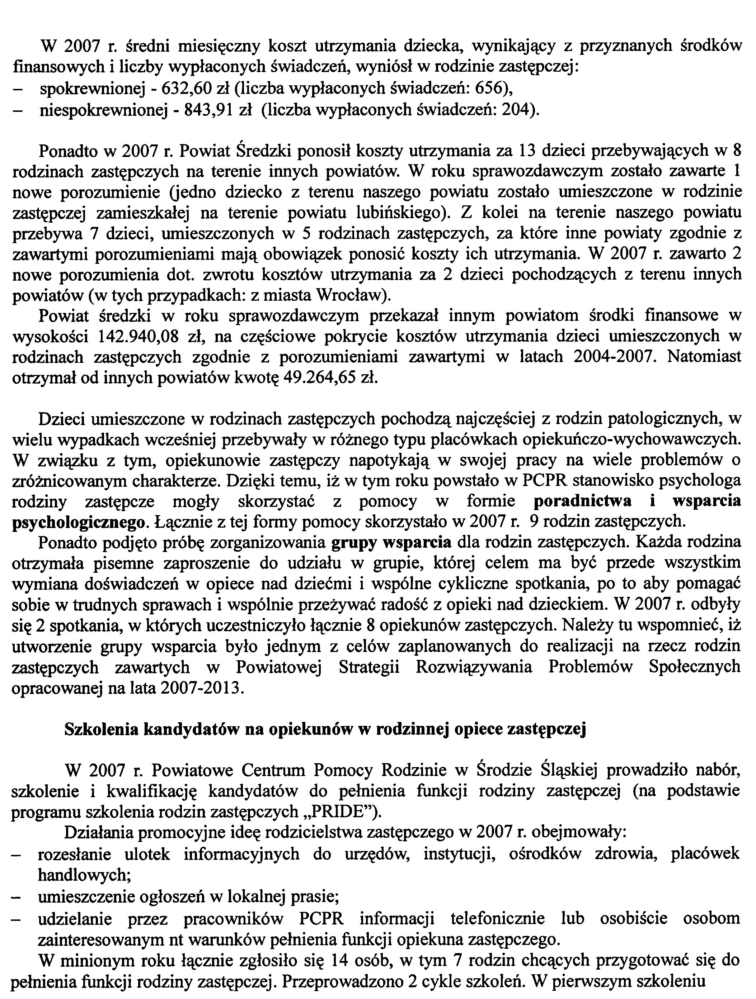 W 2007 r. średni miesięczny koszt utrzymania dziecka, wynikający z przyznanych środków
finansowych i liczby wypłaconych świadczeń, wyniósł w rodzinie zastępczej:
– spokrewnionej - 632,60 zł (liczba wypłaconych świadczeń: 656),
– niespokrewnionej - 843,91 zł (liczba wypłaconych świadczeń: 204).
Ponadto w 2007 r. Powiat Średzki ponosił koszty utrzymania za 13 dzieci przebywających w 8
rodzinach zastępczych na terenie innych powiatów. W roku sprawozdawczym zostało zawarte 1
nowe porozumienie (jedno dziecko z terenu naszego powiatu zostało umieszczone w rodzinie
zastępczej zamieszkałej na terenie powiatu lubińskiego). Z kolei na terenie naszego powiatu
przebywa 7 dzieci, umieszczonych w 5 rodzinach zastępczych, za które inne powiaty zgodnie z
zawartymi porozumieniami mają obowiązek ponosić koszty ich utrzymania. W 2007 r. zawarto 2
nowe porozumienia dot. zwrotu kosztów utrzymania za 2 dzieci pochodzących z terenu innych
powiatów (w tych przypadkach: z miasta Wrocław).
Powiat średzki w roku sprawozdawczym przekazał innym powiatom środki finansowe w
wysokości 142.940,08 zł, na częściowe pokrycie kosztów utrzymania dzieci umieszczonych w
rodzinach zastępczych zgodnie z porozumieniami zawartymi w latach 2004-2007. Natomiast
otrzymał od innych powiatów kwotę 49.264,65 zł.
Dzieci umieszczone w rodzinach zastępczych pochodzą najczęściej z rodzin patologicznych, w
wielu wypadkach wcześniej przebywały w różnego typu placówkach opiekuńczo-wychowawczych.
W związku z tym, opiekunowie zastępczy napotykają w swojej pracy na wiele problemów o
zróżnicowanym charakterze. Dzięki temu, iż w tym roku powstało w PCPR stanowisko psychologa
rodziny zastępcze mogły skorzystać z pomocy w formie poradnictwa i wsparcia
psychologicznego. Łącznie z tej formy pomocy skorzystało w 2007 r. 9 rodzin zastępczych.
Ponadto podjęto próbę zorganizowania grupy wsparcia dla rodzin zastępczych. Każda rodzina
otrzymała pisemne zaproszenie do udziału w grupie, której celem ma być przede wszystkim
wymiana doświadczeń w opiece nad dziećmi i wspólne cykliczne spotkania, po to aby pomagać
sobie w trudnych sprawach i wspólnie przeżywać radość z opieki nad dzieckiem. W 2007 r. odbyły
się 2 spotkania, w których uczestniczyło łącznie 8 opiekunów zastępczych. Należy tu wspomnieć, iż
utworzenie grupy wsparcia było jednym z celów zaplanowanych do realizacji na rzecz rodzin
zastępczych zawartych w Powiatowej Strategii Rozwiązywania Problemów Społecznych
opracowanej na lata 2007-2013.
Szkolenia kandydatów na opiekunów w rodzinnej opiece zastępczej
W 2007 r. Powiatowe Centrum Pomocy Rodzinie w Środzie Śląskiej prowadziło nabór,
szkolenie i kwalifikację kandydatów do pełnienia funkcji rodziny zastępczej (na podstawie
programu szkolenia rodzin zastępczych „PRIDE”).
Działania promocyjne ideę rodzicielstwa zastępczego w 2007 r. obejmowały:
– rozesłanie ulotek informacyjnych do urzędów, instytucji, ośrodków zdrowia, placówek
handlowych;
– umieszczenie ogłoszeń w lokalnej prasie;
– udzielanie przez pracowników PCPR informacji telefonicznie lub osobiście osobom
zainteresowanym nt warunków pełnienia funkcji opiekuna zastępczego.
W minionym roku łącznie zgłosiło się 14 osób, w tym 7 rodzin chcących przygotować się do
pełnienia funkcji rodziny zastępczej. Przeprowadzono 2 cykle szkoleń. W pierwszym szkoleniu